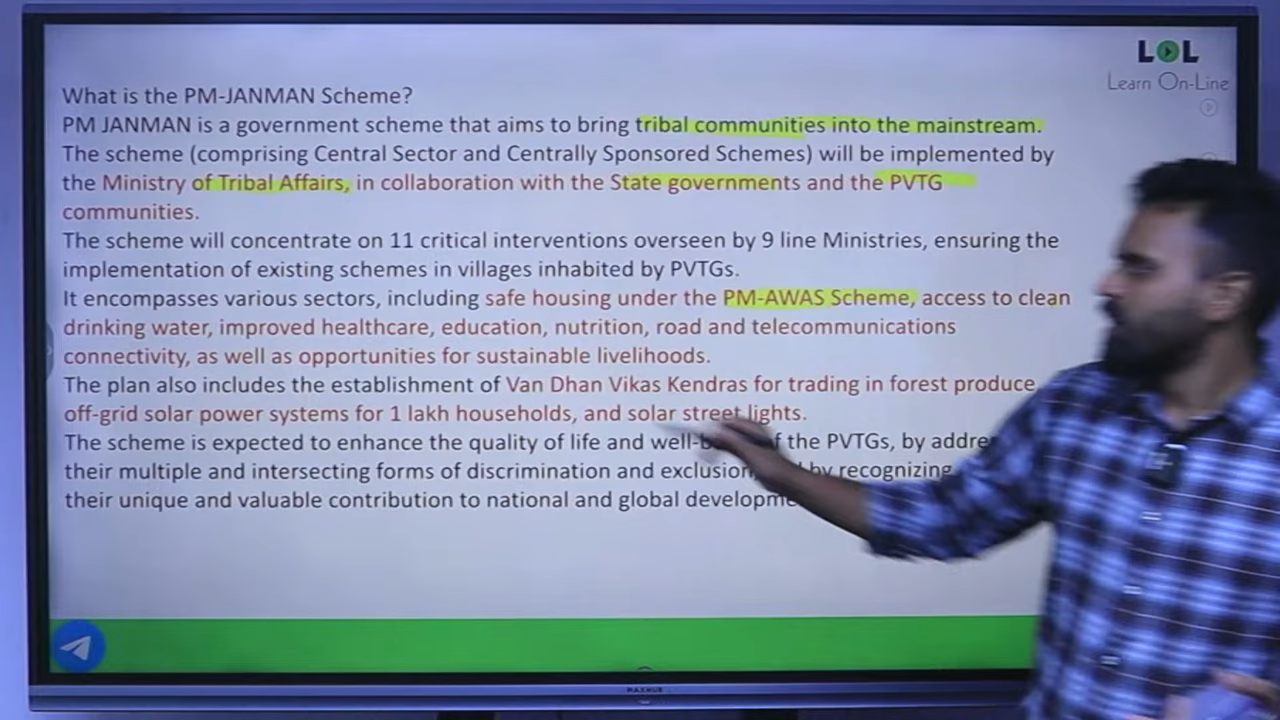 LOL
Learn On-Line
What is the PM-JANMAN Scheme?
PM JANMAN is a government scheme that aims to bring tribal communities into the mainstream.
The scheme (comprising Central Sector and Centrally Sponsored Schemes) will be implemented by
the Ministry of Tribal Affairs, in collaboration with the State governments and the PVTG
communities.
The scheme will concentrate on 11 critical interventions overseen by 9 line Ministries, ensuring the
implementation of existing schemes in villages inhabited by PVTGs.
It encompasses various sectors, including safe housing under the PM-AWAS Scheme, access to clean
drinking water, improved healthcare, education, nutrition, road and telecommunications
connectivity, as well as opportunities for sustainable livelihoods.
The plan also includes the establishment of Van Dhan Vikas Kendras for trading in forest produce
off-grid solar power systems for 1 lakh households, and solar street lights.
The scheme is expected to enhance the quality of life and of the PVTGs, by
their multiple and intersecting forms of discrimination and by recognizing
their unique and valuable contribution to national and global
MAXHUB